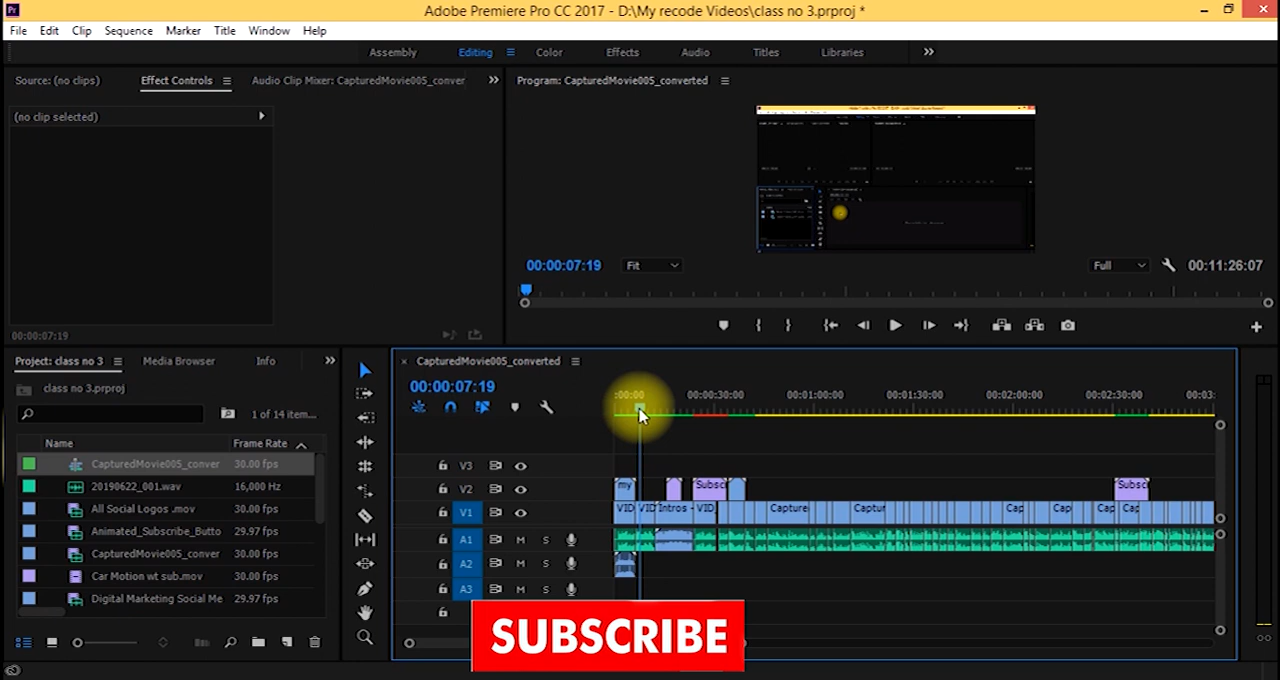 Adobe Premiere Pro CC 2017 - D:\My recode Videos\class no 3.prproj *
File Edit Clip Sequence Marker Title Window Help
Assembly Editing Color Effects Audio Titles Libraries
Source: (no clips) Effect Controls Audio Clip Mixer: CapturedMovie005_conver
Program: CapturedMovie005_converted
(no clip selected)
00:00:07:19 Fit Full 00:11:26:07
00:00:07:19
Project: class no 3 Media Browser Info
class no 3.prproj
1 of 14 item...
Name Frame Rate
CapturedMovie005_conver 30.00 fps
20190622_001.wav 16,000 Hz
All Social Logos .mov 30.00 fps
Animated_Subscribe_Butto 29.97 fps
CapturedMovie005_conver 30.00 fps
Car Motion wt sub.mov 30.00 fps
Digital Marketing Social Me 29.97 fps
CapturedMovie005_converted
00:00:07:19
:00:00 00:00:30:00 00:01:00:00 00:01:30:00 00:02:00:00 00:02:30:00 00:03:
V3
V2 my Subsc Subsc
V1 VID VID Intros - VID Capture Captur Cap Cap Cap Cap
A1 M S
A2 M S
A3 M S
SUBSCRIBE